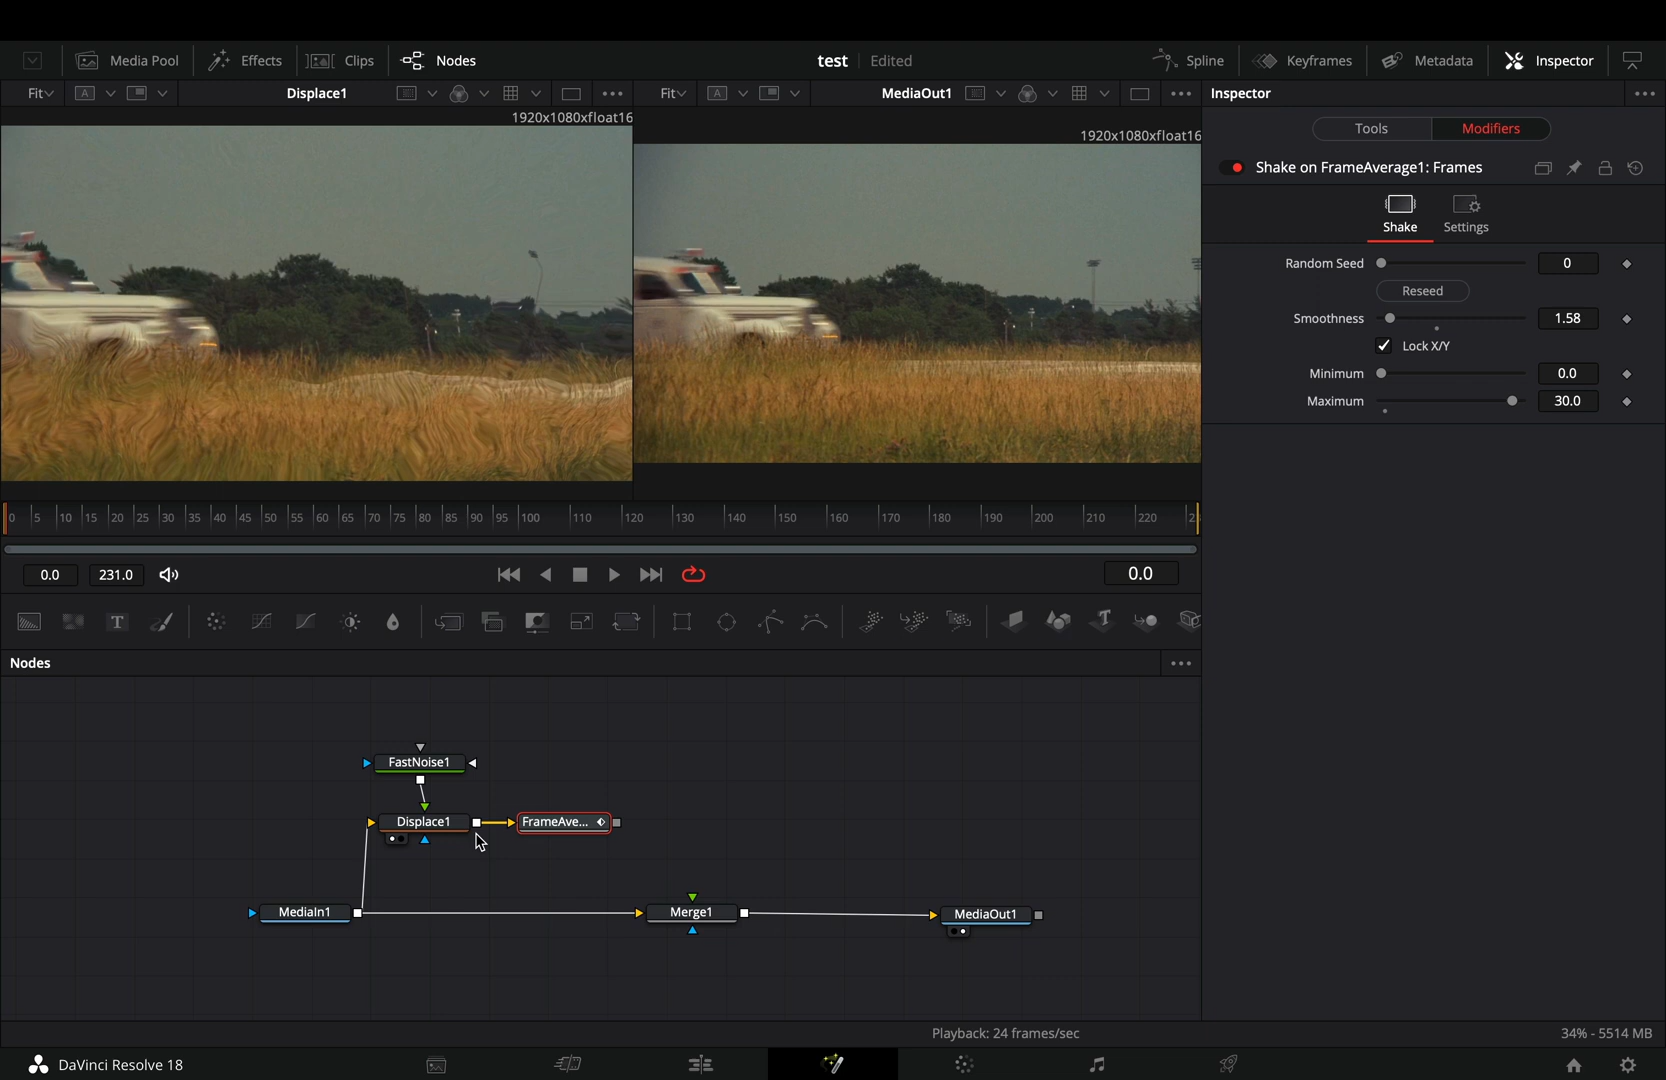 Media Pool Effects Clips Nodes test Edited Spline Keyframes Metadata Inspector
Fit A Displace1 Fit A MediaOut1 Inspector
1920x1080xfloat16
1920x1080xfloat16
Tools Modifiers
Shake on FrameAverage1: Frames
Shake Settings
Random Seed 0
Reseed
Smoothness 1.58
Lock X/Y
Minimum 0.0
Maximum 30.0
0 5 10 15 20 25 30 35 40 45 50 55 60 65 70 75 80 85 90 95 100 110 120 130 140 150 160 170 180 190 200 210 220 2
0.0 231.0 0.0
T T
Nodes
FastNoise1
Displace1 FrameAve...
MediaIn1 Merge1 MediaOut1
Playback: 24 frames/sec 34% - 5514 MB
DaVinci Resolve 18